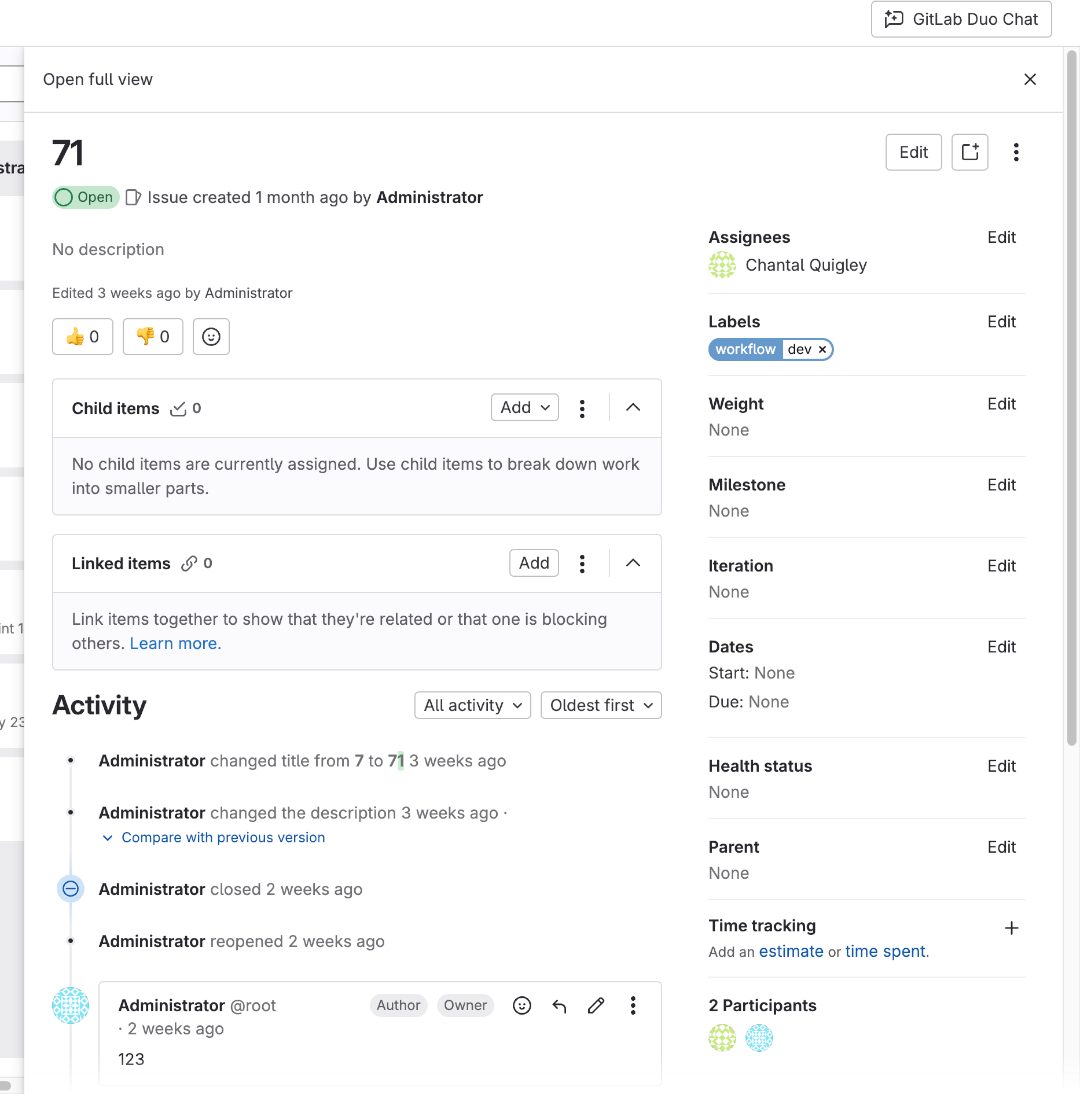 GitLab Duo Chat
Open full view
71
Edit
Open
Issue created 1 month ago by Administrator
No description
Edited 3 weeks ago by Administrator
👍 0
👎 0
Child items 0
Add
No child items are currently assigned. Use child items to break down work
into smaller parts.
Linked items 0
Add
Link items together to show that they're related or that one is blocking
others. Learn more.
Activity
All activity
Oldest first
Administrator changed title from 7 to 71 3 weeks ago
Administrator changed the description 3 weeks ago ·
Compare with previous version
Administrator closed 2 weeks ago
Administrator reopened 2 weeks ago
Administrator @root
Author
Owner
· 2 weeks ago
123
Assignees
Edit
Chantal Quigley
Labels
Edit
workflow dev ×
Weight
Edit
None
Milestone
Edit
None
Iteration
Edit
None
Dates
Edit
Start: None
Due: None
Health status
Edit
None
Parent
Edit
None
Time tracking
Add an estimate or time spent.
2 Participants